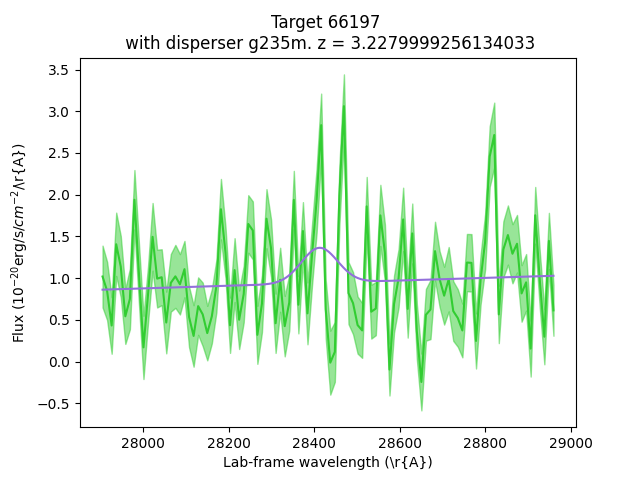 Target 66197
with disperser g235m. z = 3.2279999256134033
3.5
3.0
2.5
2.0
1.5
1.0
0.5
0.0
−0.5
Flux (10⁻²⁰erg/s/cm⁻²/\r{A})
28000 28200 28400 28600 28800 29000
Lab-frame wavelength (\r{A})